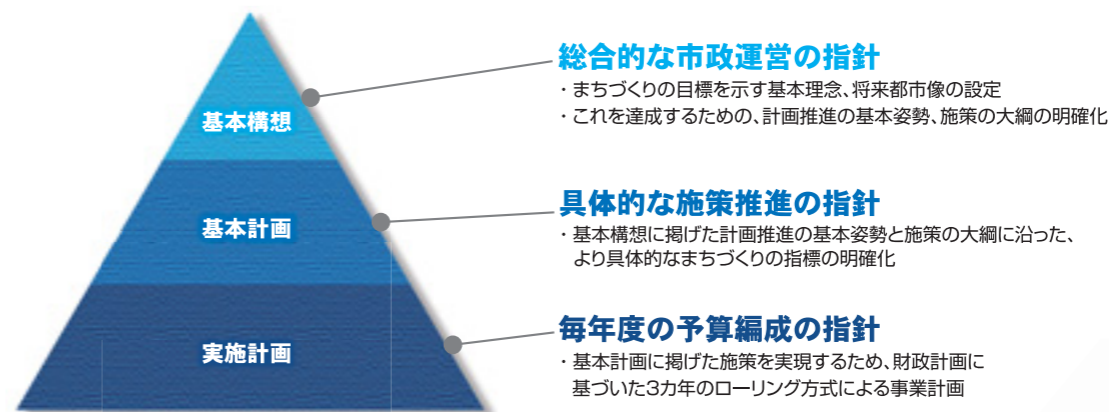 基本構想
総合的な市政運営の指針
・まちづくりの目標を示す基本理念、将来都市像の設定
・これを達成するための、計画推進の基本姿勢、施策の大綱の明確化
基本計画
具体的な施策推進の指針
・基本構想に掲げた計画推進の基本姿勢と施策の大綱に沿った、
より具体的なまちづくりの指標の明確化
実施計画
毎年度の予算編成の指針
・基本計画に掲げた施策を実現するため、財政計画に
基づいた3カ年のローリング方式による事業計画